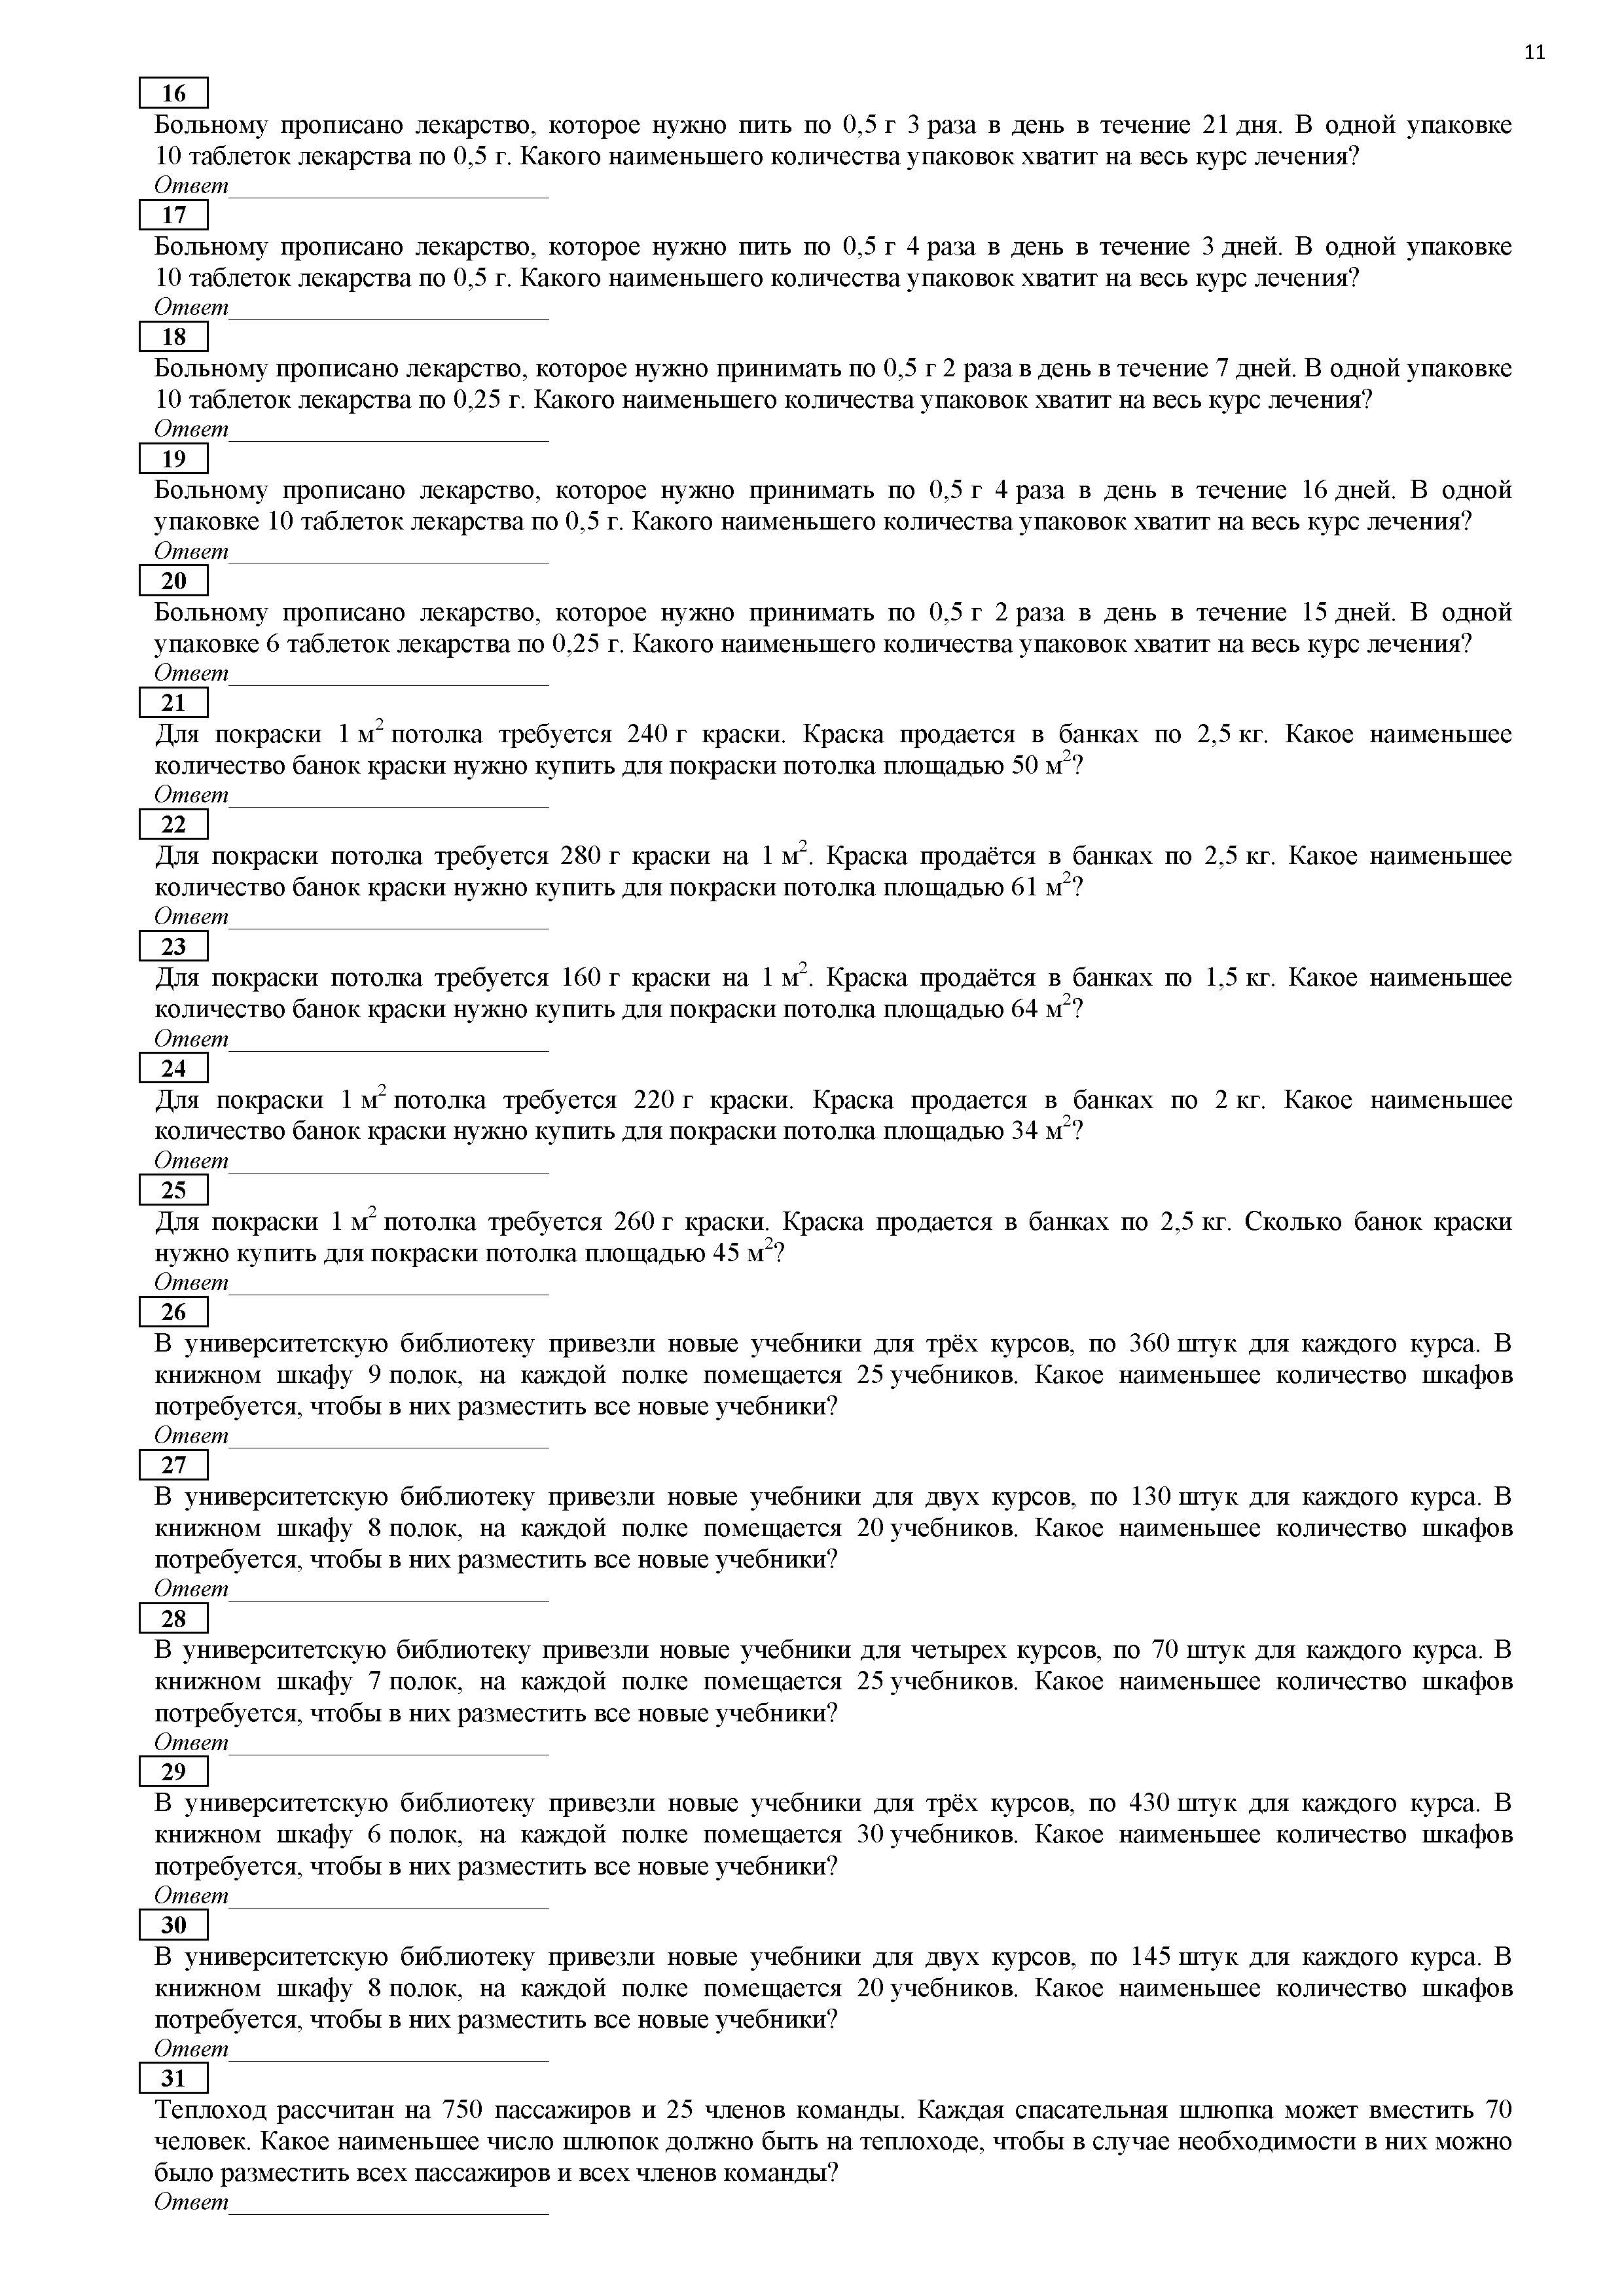 11
16
Больному прописано лекарство, которое нужно пить по 0,5 г 3 раза в день в течение 21 дня. В одной упаковке
10 таблеток лекарства по 0,5 г. Какого наименьшего количества упаковок хватит на весь курс лечения?
Ответ
17
Больному прописано лекарство, которое нужно пить по 0,5 г 4 раза в день в течение 3 дней. В одной упаковке
10 таблеток лекарства по 0,5 г. Какого наименьшего количества упаковок хватит на весь курс лечения?
Ответ
18
Больному прописано лекарство, которое нужно принимать по 0,5 г 2 раза в день в течение 7 дней. В одной упаковке
10 таблеток лекарства по 0,25 г. Какого наименьшего количества упаковок хватит на весь курс лечения?
Ответ
19
Больному прописано лекарство, которое нужно принимать по 0,5 г 4 раза в день в течение 16 дней. В одной
упаковке 10 таблеток лекарства по 0,5 г. Какого наименьшего количества упаковок хватит на весь курс лечения?
Ответ
20
Больному прописано лекарство, которое нужно принимать по 0,5 г 2 раза в день в течение 15 дней. В одной
упаковке 6 таблеток лекарства по 0,25 г. Какого наименьшего количества упаковок хватит на весь курс лечения?
Ответ
21
Для покраски 1 м² потолка требуется 240 г краски. Краска продается в банках по 2,5 кг. Какое наименьшее
количество банок краски нужно купить для покраски потолка площадью 50 м²?
Ответ
22
Для покраски потолка требуется 280 г краски на 1 м². Краска продаётся в банках по 2,5 кг. Какое наименьшее
количество банок краски нужно купить для покраски потолка площадью 61 м²?
Ответ
23
Для покраски потолка требуется 160 г краски на 1 м². Краска продаётся в банках по 1,5 кг. Какое наименьшее
количество банок краски нужно купить для покраски потолка площадью 64 м²?
Ответ
24
Для покраски 1 м² потолка требуется 220 г краски. Краска продается в банках по 2 кг. Какое наименьшее
количество банок краски нужно купить для покраски потолка площадью 34 м²?
Ответ
25
Для покраски 1 м² потолка требуется 260 г краски. Краска продается в банках по 2,5 кг. Сколько банок краски
нужно купить для покраски потолка площадью 45 м²?
Ответ
26
В университетскую библиотеку привезли новые учебники для трёх курсов, по 360 штук для каждого курса. В
книжном шкафу 9 полок, на каждой полке помещается 25 учебников. Какое наименьшее количество шкафов
потребуется, чтобы в них разместить все новые учебники?
Ответ
27
В университетскую библиотеку привезли новые учебники для двух курсов, по 130 штук для каждого курса. В
книжном шкафу 8 полок, на каждой полке помещается 20 учебников. Какое наименьшее количество шкафов
потребуется, чтобы в них разместить все новые учебники?
Ответ
28
В университетскую библиотеку привезли новые учебники для четырех курсов, по 70 штук для каждого курса. В
книжном шкафу 7 полок, на каждой полке помещается 25 учебников. Какое наименьшее количество шкафов
потребуется, чтобы в них разместить все новые учебники?
Ответ
29
В университетскую библиотеку привезли новые учебники для трёх курсов, по 430 штук для каждого курса. В
книжном шкафу 6 полок, на каждой полке помещается 30 учебников. Какое наименьшее количество шкафов
потребуется, чтобы в них разместить все новые учебники?
Ответ
30
В университетскую библиотеку привезли новые учебники для двух курсов, по 145 штук для каждого курса. В
книжном шкафу 8 полок, на каждой полке помещается 20 учебников. Какое наименьшее количество шкафов
потребуется, чтобы в них разместить все новые учебники?
Ответ
31
Теплоход рассчитан на 750 пассажиров и 25 членов команды. Каждая спасательная шлюпка может вместить 70
человек. Какое наименьшее число шлюпок должно быть на теплоходе, чтобы в случае необходимости в них можно
было разместить всех пассажиров и всех членов команды?
Ответ